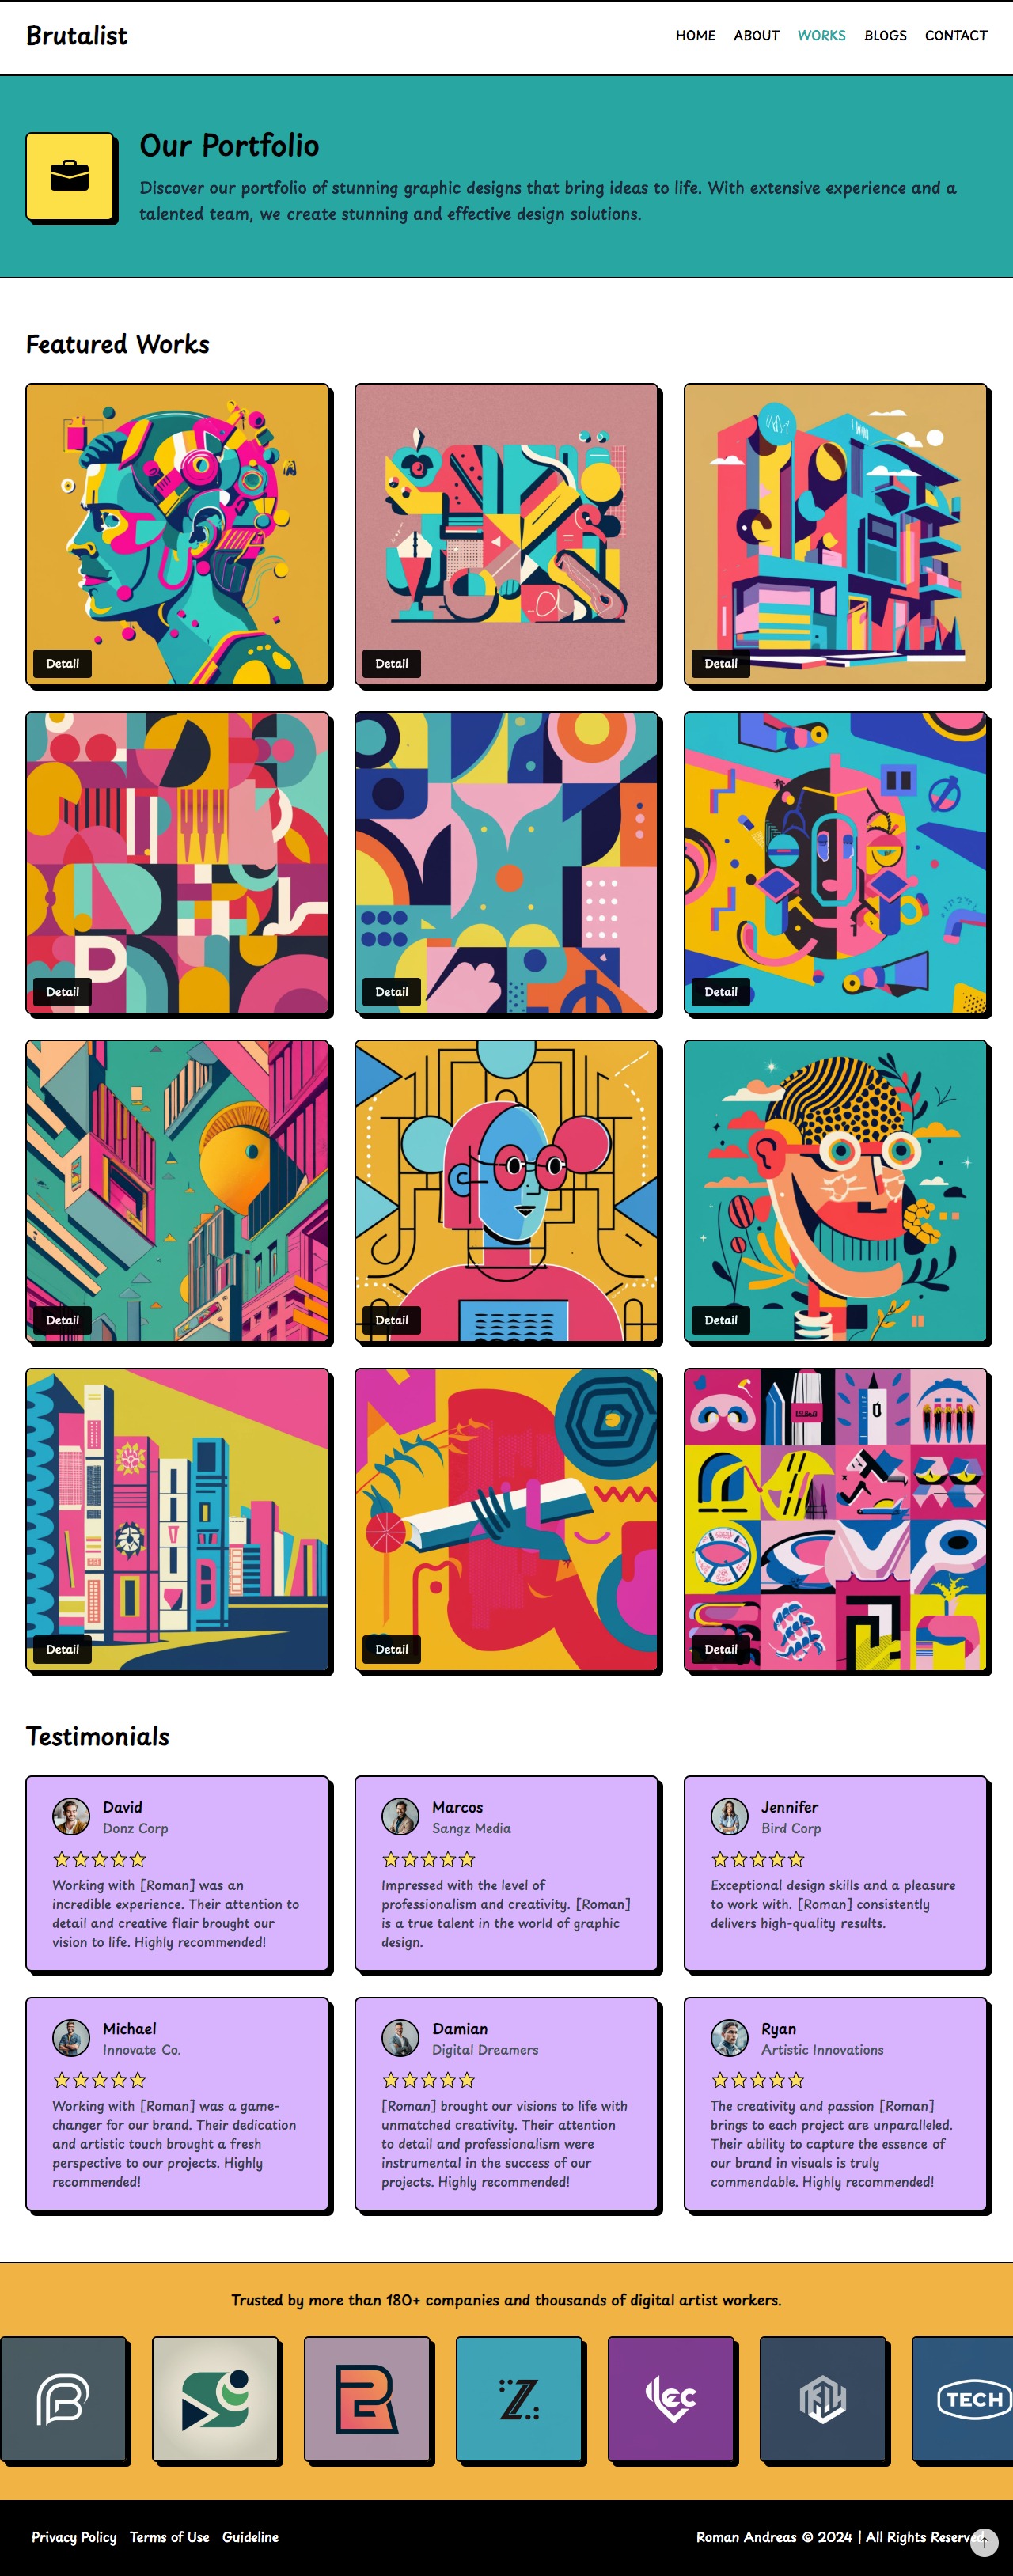 Brutalist
HOME ABOUT WORKS BLOGS CONTACT
Our Portfolio
Discover our portfolio of stunning graphic designs that bring ideas to life. With extensive experience and a
talented team, we create stunning and effective design solutions.
Featured Works
Detail
Detail
Detail
Detail
Detail
Detail
Detail
Detail
Detail
Detail
Detail
Detail
Testimonials
David
Donz Corp
Working with [Roman] was an
incredible experience. Their attention to
detail and creative flair brought our
vision to life. Highly recommended!
Marcos
Sangz Media
Impressed with the level of
professionalism and creativity. [Roman]
is a true talent in the world of graphic
design.
Jennifer
Bird Corp
Exceptional design skills and a pleasure
to work with. [Roman] consistently
delivers high-quality results.
Michael
Innovate Co.
Working with [Roman] was a game-
changer for our brand. Their dedication
and artistic touch brought a fresh
perspective to our projects. Highly
recommended!
Damian
Digital Dreamers
[Roman] brought our visions to life with
unmatched creativity. Their attention
to detail and professionalism were
instrumental in the success of our
projects. Highly recommended!
Ryan
Artistic Innovations
The creativity and passion [Roman]
brings to each project are unparalleled.
Their ability to capture the essence of
our brand in visuals is truly
commendable. Highly recommended!
Trusted by more than 180+ companies and thousands of digital artist workers.
Z
lec
TECH
Privacy Policy Terms of Use Guideline
Roman Andreas © 2024 | All Rights Reserved